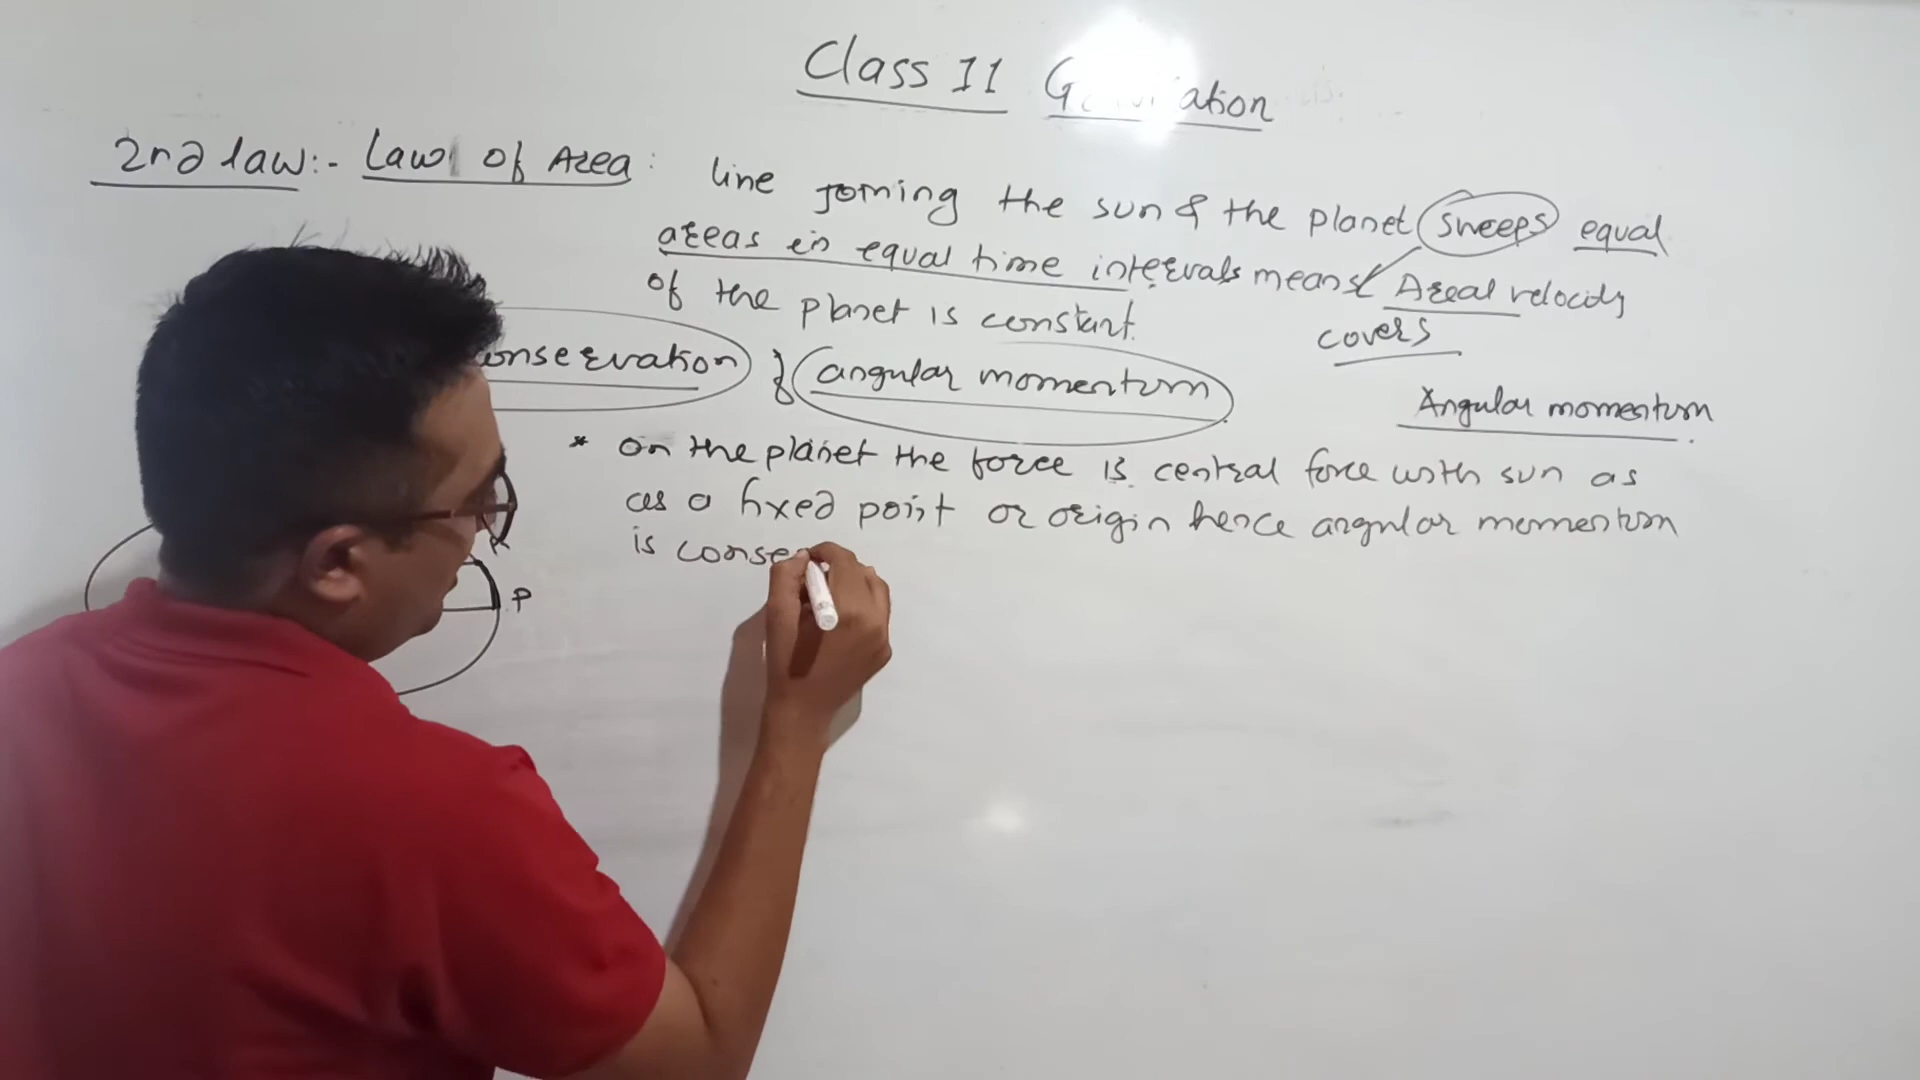 Class 11 Gravitation
2nd law:- Law of Area: line joining the sun & the planet sweeps equal
areas in equal time intervals means Areal velocity
of the planet is constant.
covers
onservation of angular momentum
Angular momentum
* on the planet the force is central force with sun as
as a fixed point or origin hence angular momentum
is conse
P